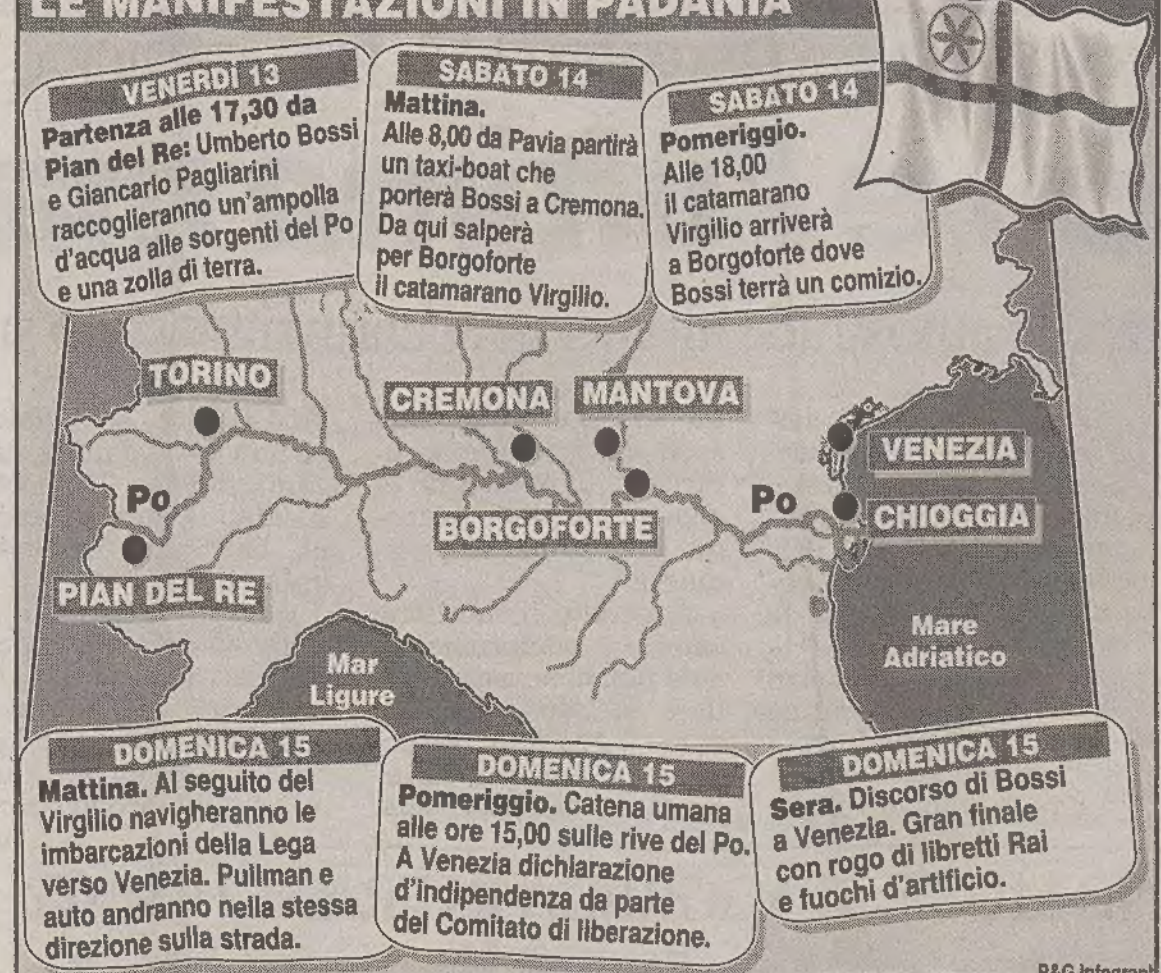 LE MANIFESTAZIONI IN PADANIA
VENERDÌ 13
Partenza alle 17,30 da
Pian del Re: Umberto Bossi
e Giancarlo Pagliarini
raccoglieranno un'ampolla
d'acqua alle sorgenti del Po
e una zolla di terra.
SABATO 14
Mattina.
Alle 8,00 da Pavia partirà
un taxi-boat che
porterà Bossi a Cremona.
Da qui salperà
per Borgoforte
il catamarano Virgilio.
SABATO 14
Pomeriggio.
Alle 18,00
il catamarano
Virgilio arriverà
a Borgoforte dove
Bossi terrà un comizio.
TORINO
CREMONA
MANTOVA
VENEZIA
Po
Po
CHIOGGIA
BORGOFORTE
PIAN DEL RE
Mar
Ligure
Mare
Adriatico
DOMENICA 15
Mattina. Al seguito del
Virgilio navigheranno le
imbarcazioni della Lega
verso Venezia. Pullman e
auto andranno nella stessa
direzione sulla strada.
DOMENICA 15
Pomeriggio. Catena umana
alle ore 15,00 sulle rive del Po.
A Venezia dichiarazione
d'indipendenza da parte
del Comitato di liberazione.
DOMENICA 15
Sera. Discorso di Bossi
a Venezia. Gran finale
con rogo di libretti Rai
e fuochi d'artificio.
P&G Infograph